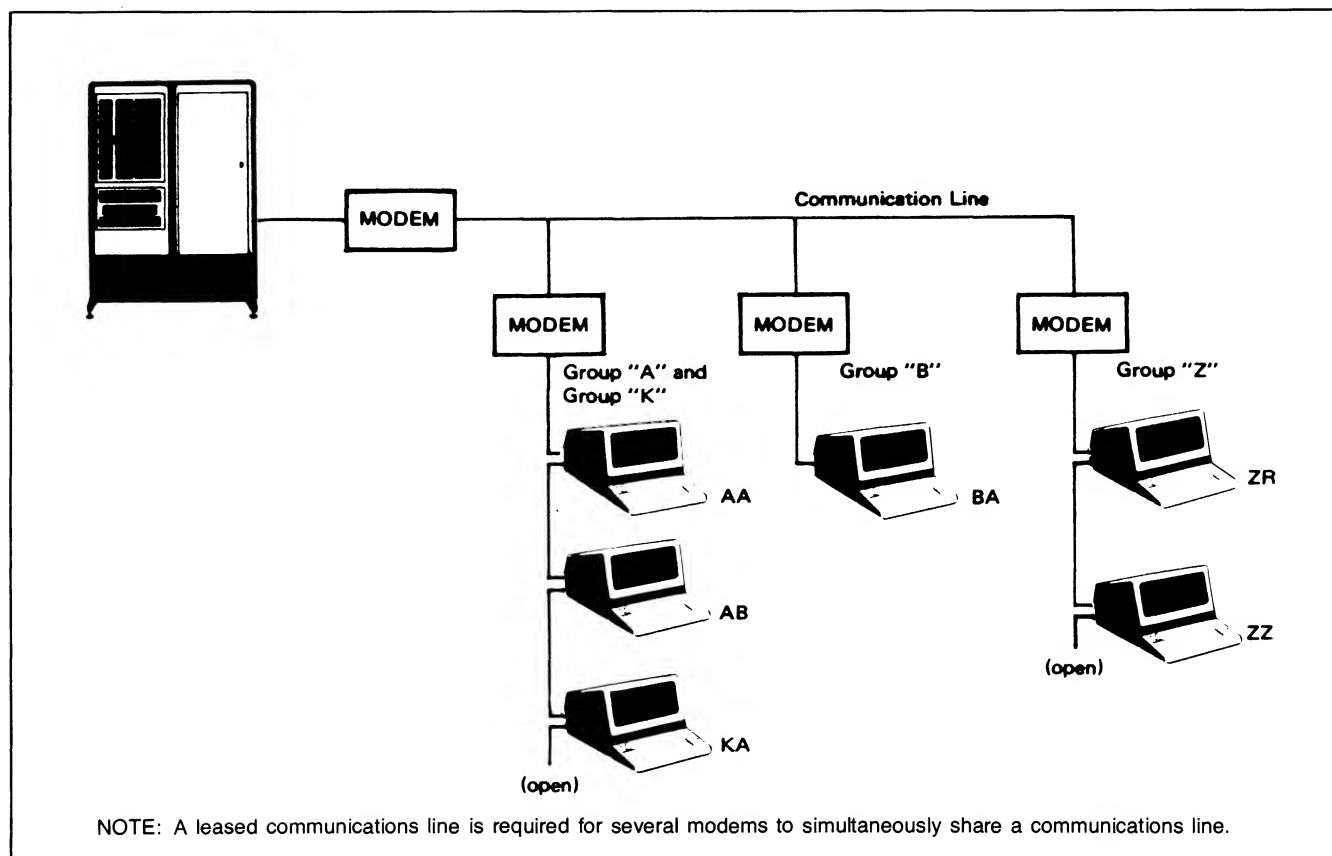 Communication Line
MODEM
MODEM
MODEM
MODEM
Group "A" and
Group "K"
Group "B"
Group "Z"
AA
BA
ZR
AB
ZZ
(open)
KA
(open)
NOTE: A leased communications line is required for several modems to simultaneously share a communications line.